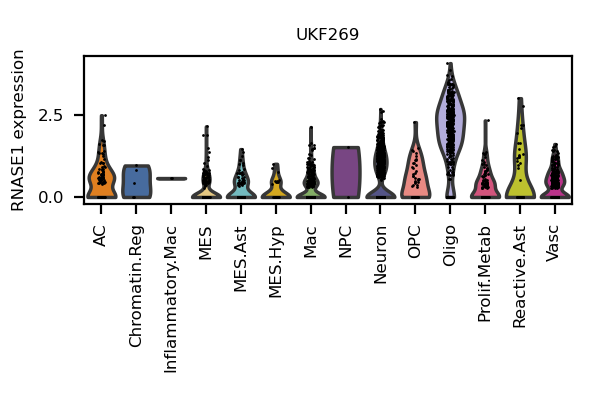 UKF269
RNASE1 expression
2.5
0.0
AC
Chromatin.Reg
Inflammatory.Mac
MES
MES.Ast
MES.Hyp
Mac
NPC
Neuron
OPC
Oligo
Prolif.Metab
Reactive.Ast
Vasc